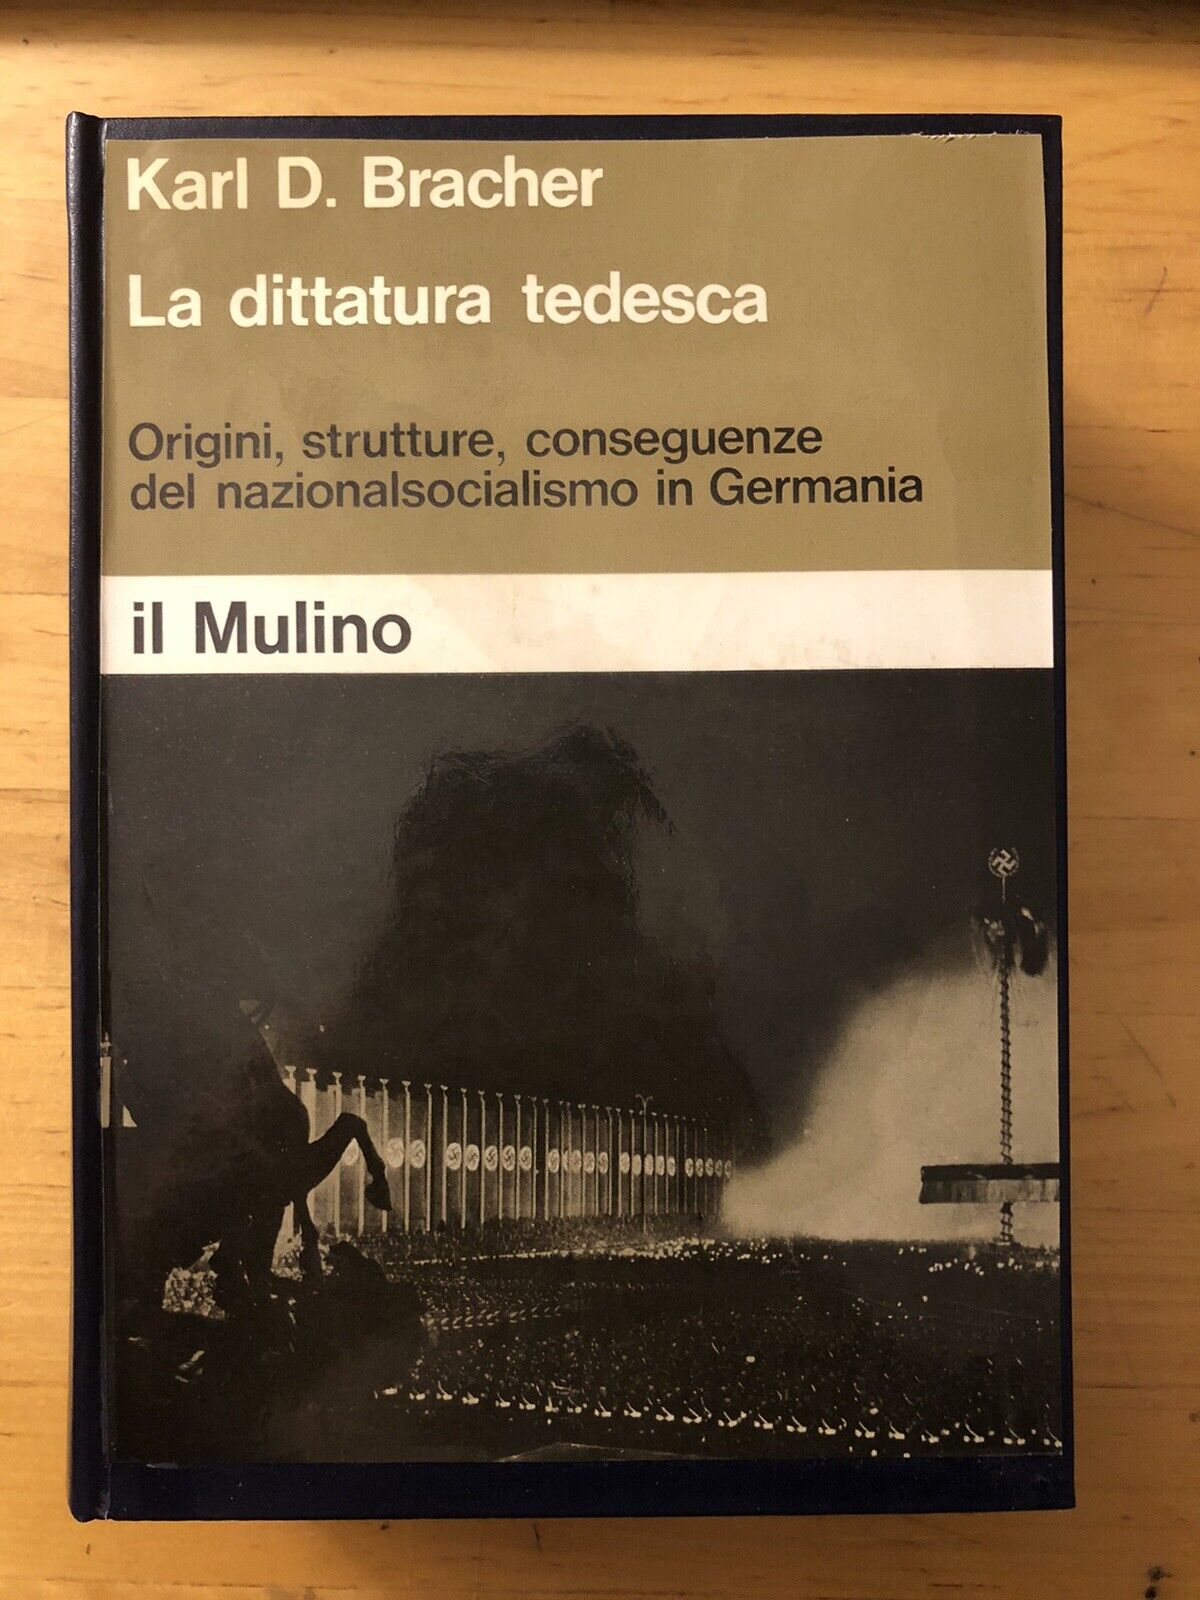 Karl D. Bracher
La dittatura tedesca
Origini, strutture, conseguenze
del nazionalsocialismo in Germania
il Mulino